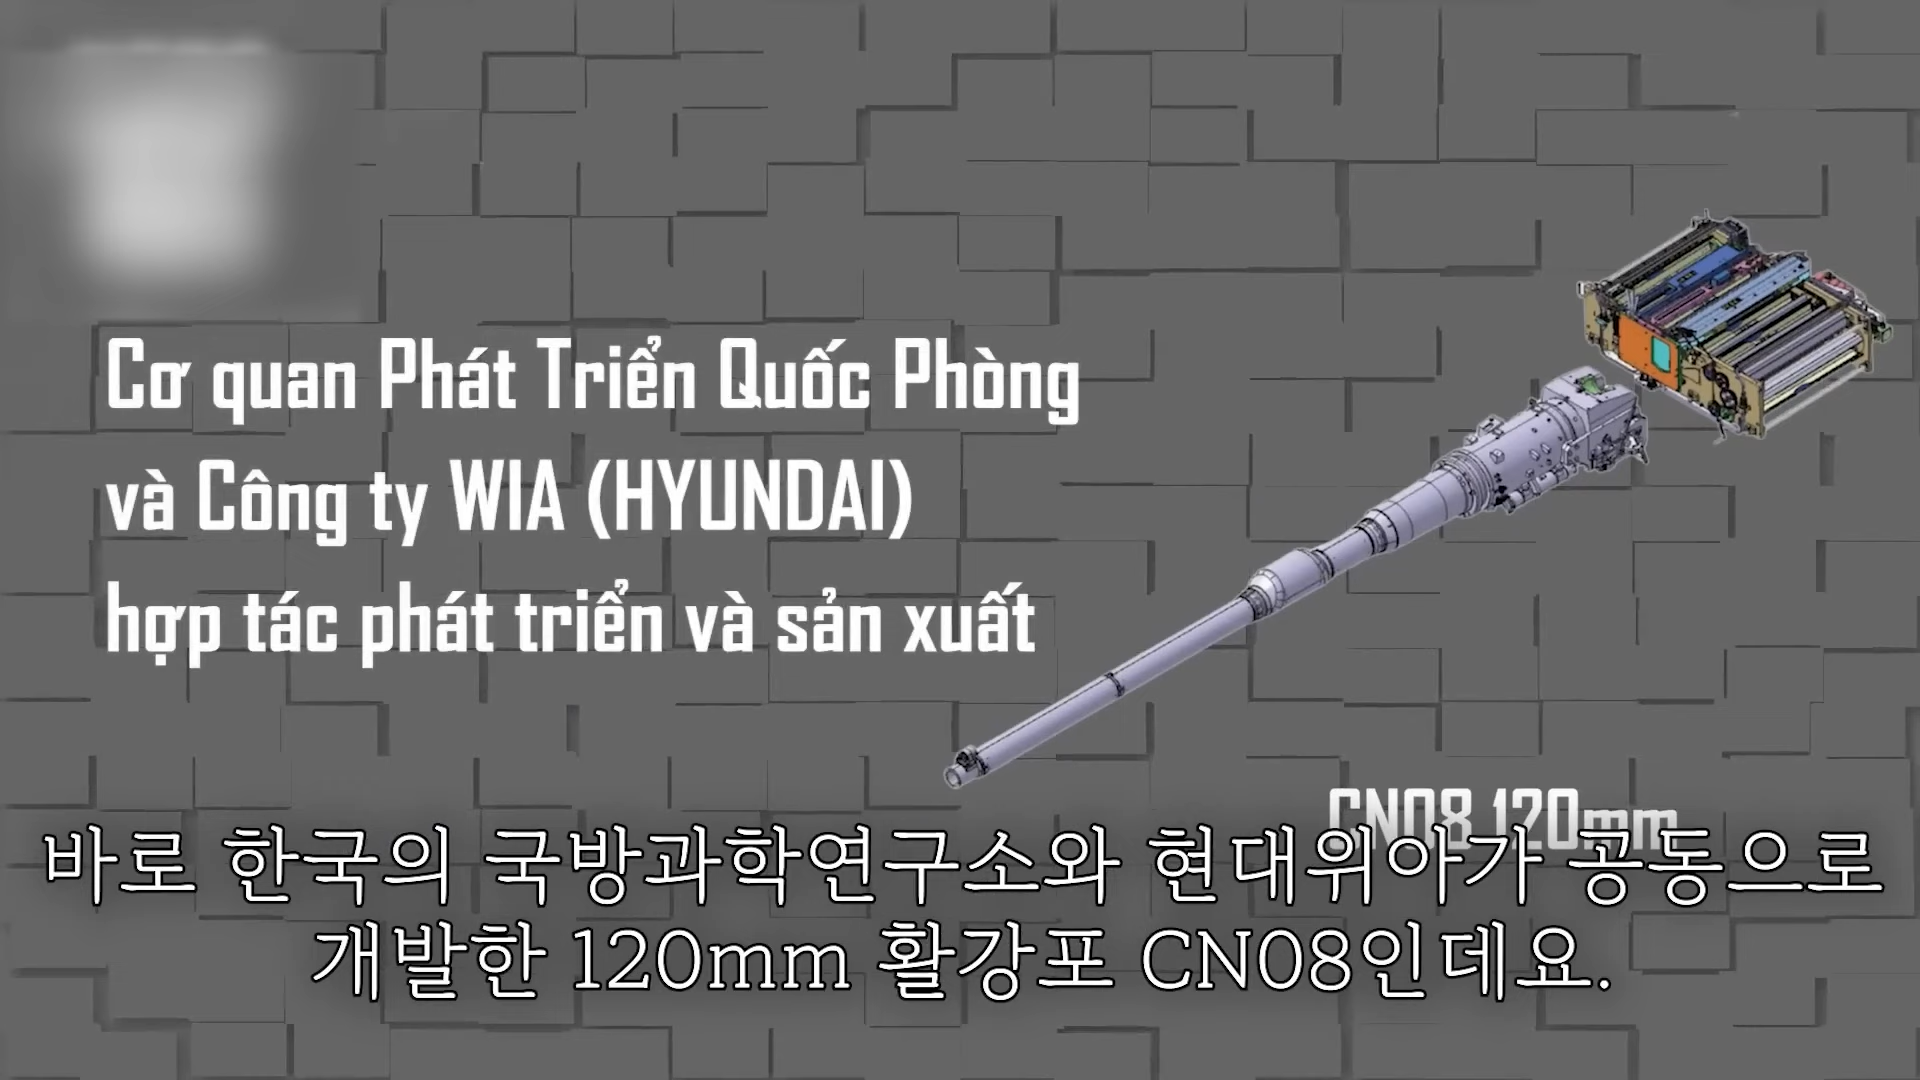 Cơ quan Phát Triển Quốc Phòng
và Công ty WIA (HYUNDAI)
hợp tác phát triển và sản xuất
CN08 120mm
바로 한국의 국방과학연구소와 현대위아가 공동으로
개발한 120mm 활강포 CN08인데요.